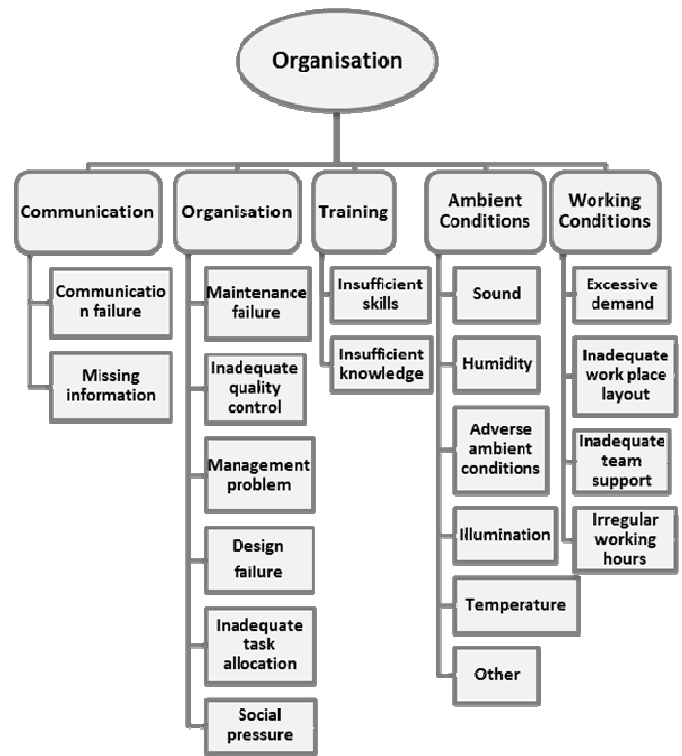 Organisation
Communication
Communicatio
n failure
Missing
information
Organisation
Maintenance
failure
Inadequate
quality
control
Management
problem
Design
failure
Inadequate
task
allocation
Social
pressure
Training
Insufficient
skills
Insufficient
knowledge
Ambient
Conditions
Sound
Humidity
Adverse
ambient
conditions
Illumination
Temperature
Other
Working
Conditions
Excessive
demand
Inadequate
work place
layout
Inadequate
team
support
Irregular
working
hours